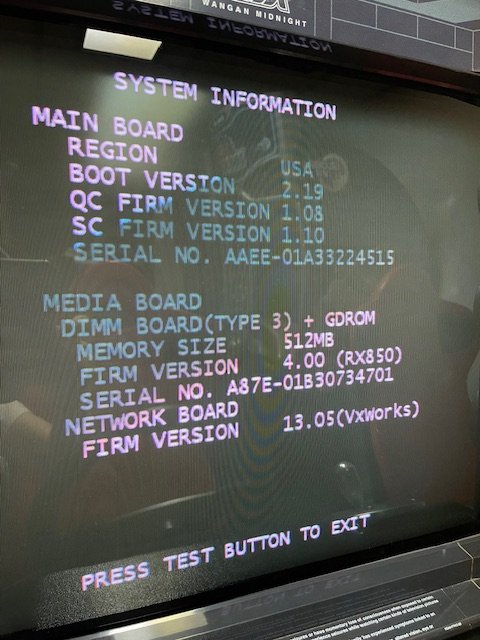 WANGAN MIDNIGHT
SYSTEM INFORMATION
SYSTEM INFORMATION
MAIN BOARD
REGION USA
BOOT VERSION 2.19
QC FIRM VERSION 1.08
SC FIRM VERSION 1.10
SERIAL NO. AAEE-01A33224515
MEDIA BOARD
DIMM BOARD(TYPE 3) + GDROM
MEMORY SIZE 512MB
FIRM VERSION 4.00 (RX850)
SERIAL NO. A87E-01B30734701
NETWORK BOARD
FIRM VERSION 13.05(VxWorks)
PRESS TEST BUTTON TO EXIT